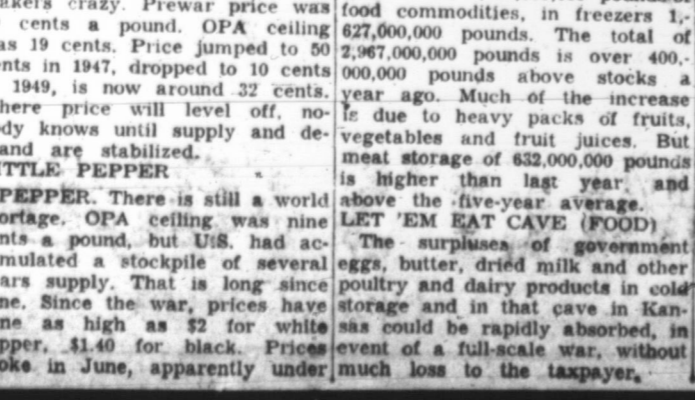 crazy. Prewar price was
cents a pound. OPA ceiling
as 19 cents. Price jumped to 50
nts in 1947, dropped to 10 cents
1949, is now around 32 cents.
here price will level off, no-
dy knows until supply and de-
and are stabilized.
ITTLE PEPPER
PEPPER. There is still a world
ortage. OPA ceiling was nine
nts a pound, but U.S. had ac-
mulated a stockpile of several
ars supply. That is long since
ne. Since the war, prices have
ne as high as $2 for white
pper, $1.40 for black. Prices
oke in June, apparently under
food commodities, in freezers 1,-
627,000,000 pounds. The total of
2,967,000,000 pounds is over 400,-
000,000 pounds above stocks a
year ago. Much of the increase
is due to heavy packs of fruits,
vegetables and fruit juices. But
meat storage of 632,000,000 pounds
is higher than last year and
above the five-year average.
LET 'EM EAT CAVE (FOOD)
The surpluses of government
eggs, butter, dried milk and other
poultry and dairy products in cold
storage and in that cave in Kan-
sas could be rapidly absorbed, in
event of a full-scale war, without
much loss to the taxpayer.